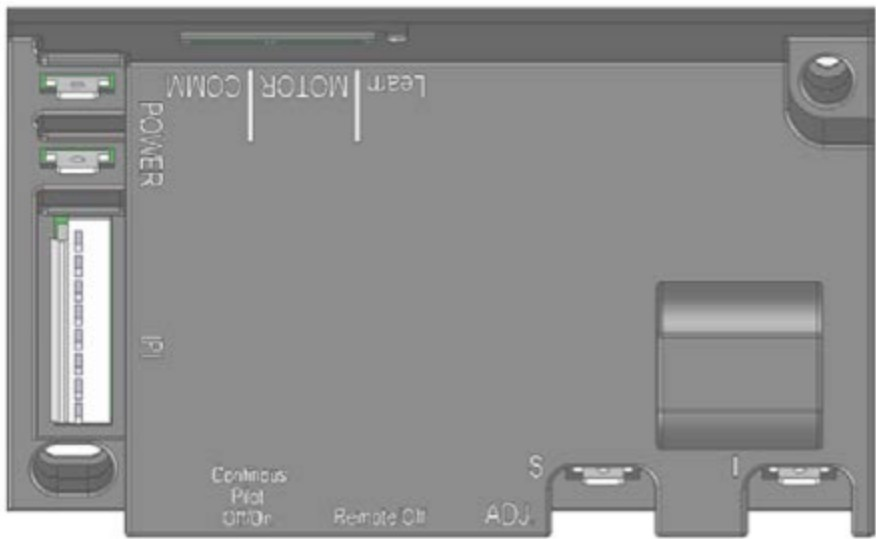 COMM MOTOR Learn
POWER
IPI
Continous
Pilot
Off/On
Remote Off
ADJ.
S
I